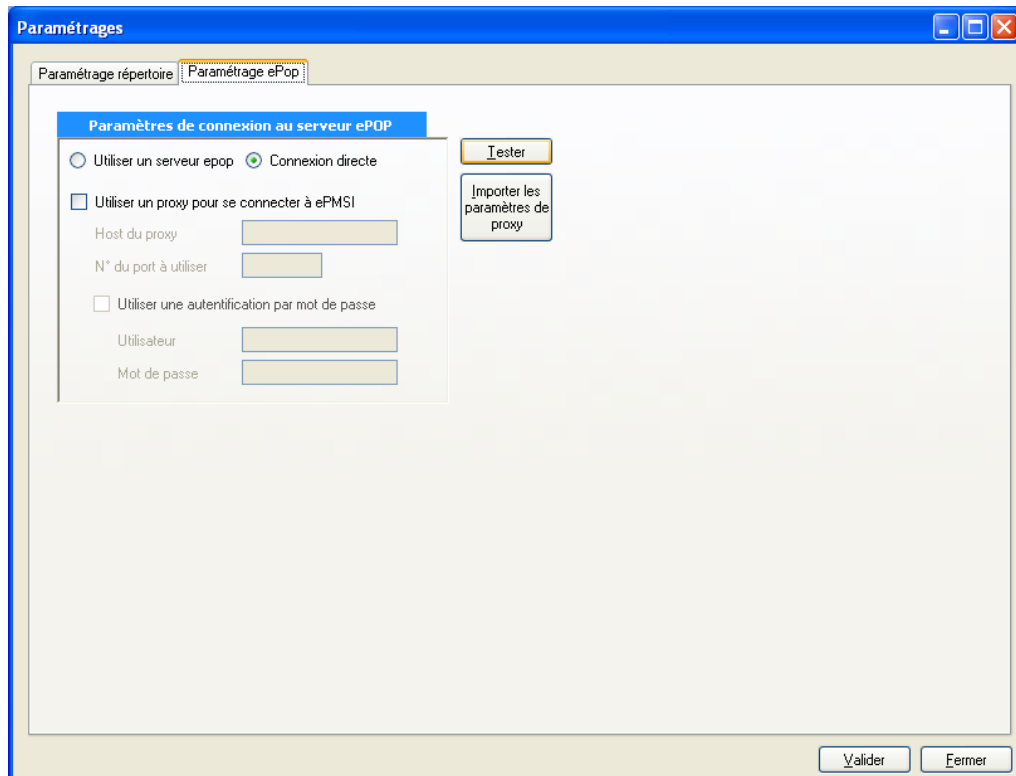 Paramétrages
Paramétrage répertoire Paramétrage ePop
Paramètres de connexion au serveur ePOP
Utiliser un serveur epop Connexion directe
Tester
Utiliser un proxy pour se connecter à ePMSI
Importer les
paramètres de
proxy
Host du proxy
N° du port à utiliser
Utiliser une autentification par mot de passe
Utilisateur
Mot de passe
Valider Fermer